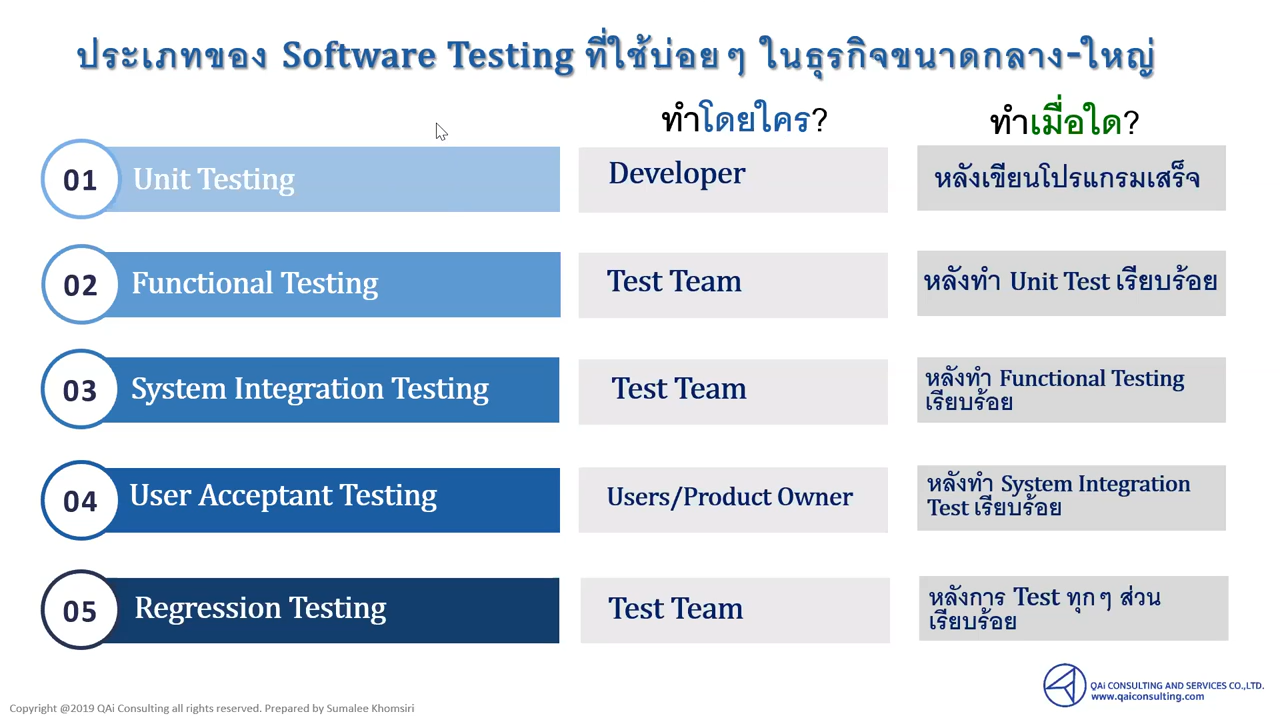 ประเภทของ Software Testing ที่ใช้บ่อยๆ ในธุรกิจขนาดกลาง-ใหญ่
ทำโดยใคร?
ทำเมื่อใด?
01 Unit Testing
Developer
หลังเขียนโปรแกรมเสร็จ
02 Functional Testing
Test Team
หลังทำ Unit Test เรียบร้อย
03 System Integration Testing
Test Team
หลังทำ Functional Testing
เรียบร้อย
04 User Acceptant Testing
Users/Product Owner
หลังทำ System Integration
Test เรียบร้อย
05 Regression Testing
Test Team
หลังการ Test ทุกๆ ส่วน
เรียบร้อย
QAi CONSULTING AND SERVICES CO.,LTD.
www.qaiconsulting.com
Copyright @2019 QAi Consulting all rights reserved. Prepared by Sumalee Khomsiri